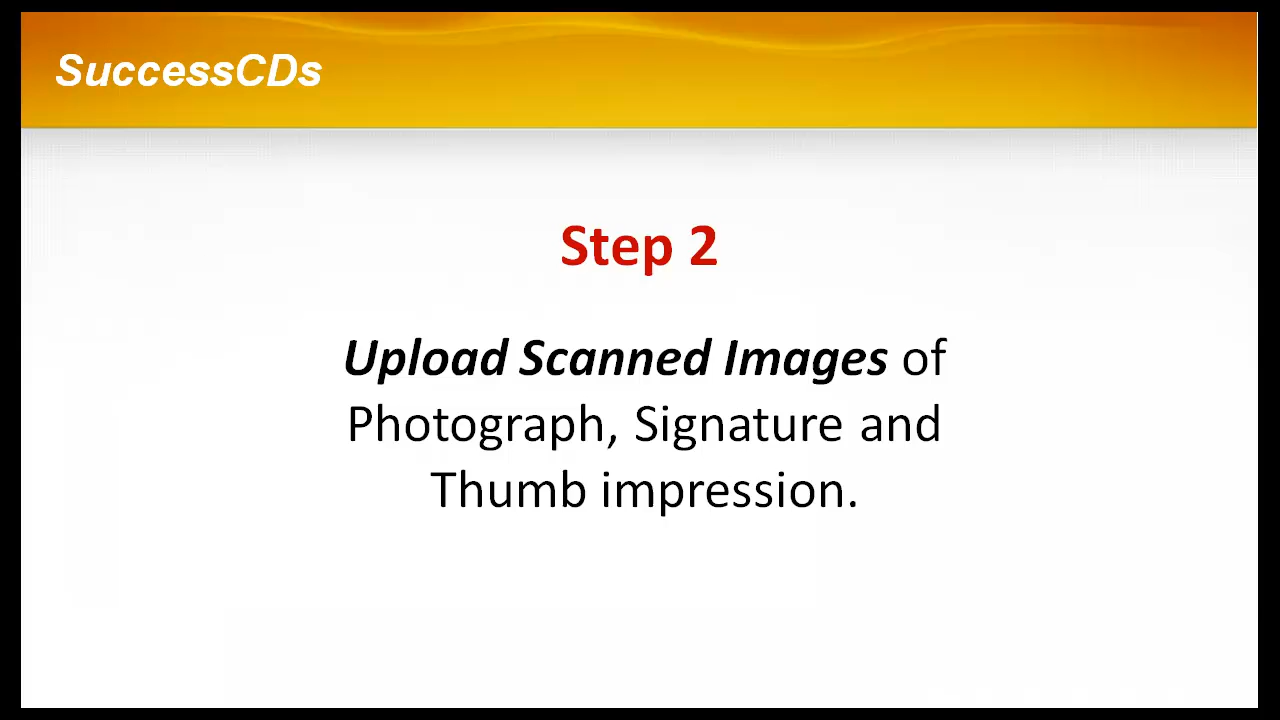 SuccessCDs
Step 2
Upload Scanned Images of
Photograph, Signature and
Thumb impression.